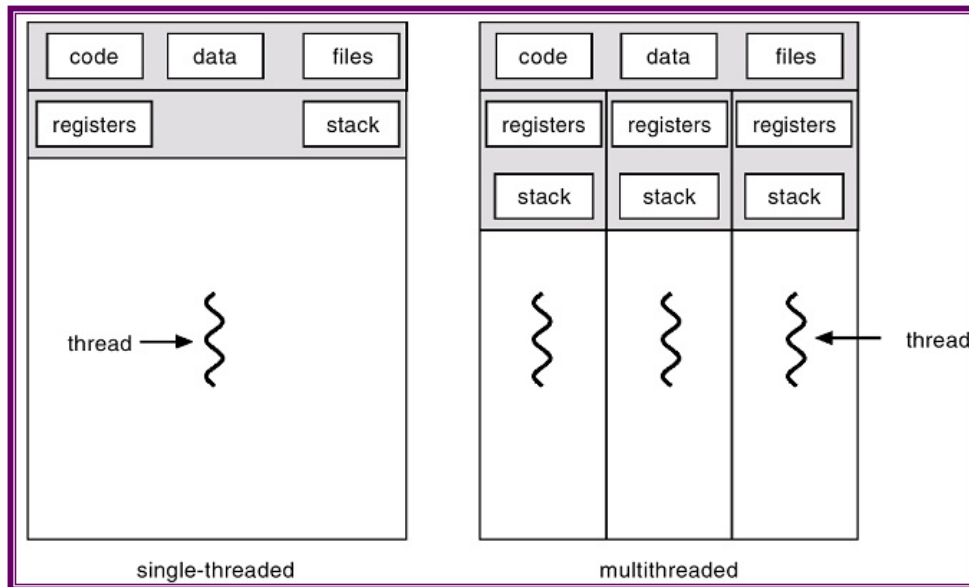 code data files
registers stack
thread
single-threaded
code data files
registers registers registers
stack stack stack
thread
multithreaded